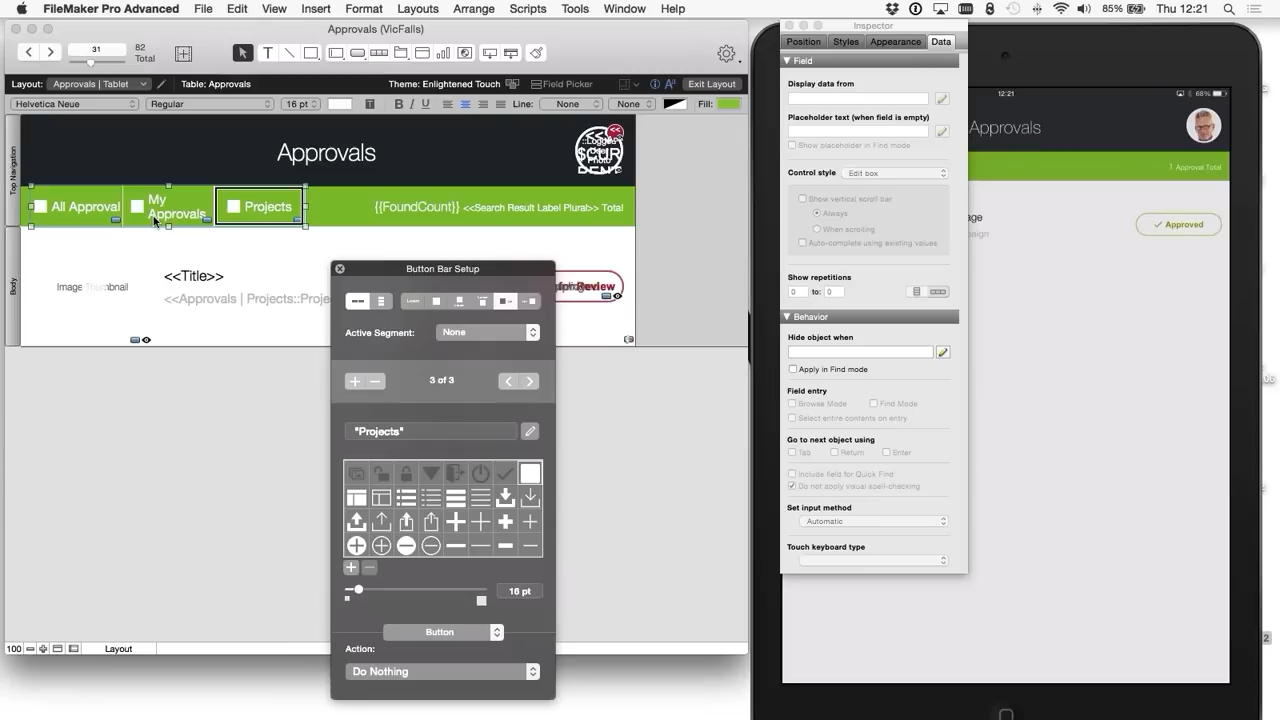 FileMaker Pro Advanced File Edit View Insert Format Layouts Arrange Scripts Tools Window Help 85% Thu 12:21
Approvals (VicFalls)
31
82
Total
Layout: Approvals | Tablet Table: Approvals Theme: Enlightened Touch Field Picker Exit Layout
Helvetica Neue Regular 16 pt B I U Line: None None Fill:
Top Navigation
Approvals
All Approval
My
Approvals
Projects
{{FoundCount}} <<Search Result Label Plural>> Total
Body
Image Thumbnail
<<Title>>
<<Approvals | Projects::Proje
for Review
Button Bar Setup
Active Segment: None
3 of 3
"Projects"
16 pt
Button
Action:
Do Nothing
100 Layout
Inspector
Position Styles Appearance Data
Field
Display data from
Placeholder text (when field is empty)
Show placeholder in Find mode
Control style Edit box
Show vertical scroll bar
Always
When scrolling
Auto-complete using existing values
Show repetitions
0 to: 0
Behavior
Hide object when
Apply in Find mode
Field entry
Browse Mode Find Mode
Select entire contents on entry
Go to next object using
Tab Return Enter
Include field for Quick Find
Do not apply visual spell-checking
Set input method
Automatic
Touch keyboard type
12:21 68%
Approvals
1 Approval Total
age
paign
Approved